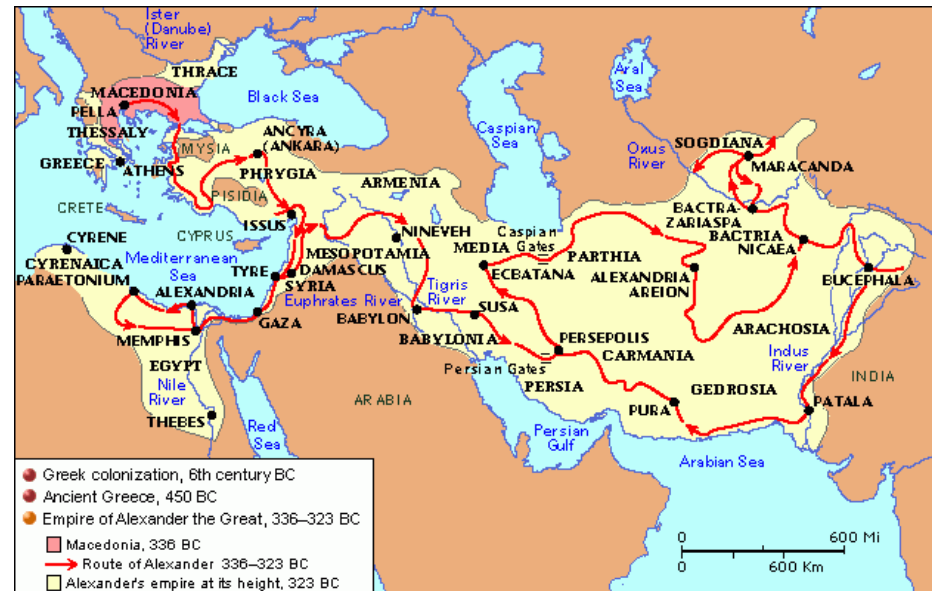 Ister
(Danube)
River
THRACE
MACEDONIA
PELLA
THESSALY
GREECE
ATHENS
MYSIA
ANCYRA
(ANKARA)
PHRYGIA
PISIDIA
Black Sea
Caspian
Sea
Aral
Sea
Oxus
River
SOGDIANA
MARACANDA
ARMENIA
CRETE
CYPRUS
ISSUS
NINEVEH
MESOPOTAMIA
MEDIA
Caspian
Gates
PARTHIA
BACTRA-
ZARIASPA
BACTRIA
NICAEA
CYRENE
CYRENAICA
Mediterranean
Sea
PARAETONIUM
ALEXANDRIA
TYRE
DAMASCUS
SYRIA
Euphrates River
Tigris
River
ECBATANA
ALEXANDRIA
AREION
BUCEPHALA
GAZA
BABYLON
SUSA
MEMPHIS
BABYLONIA
PERSEPOLIS
CARMANIA
ARACHOSIA
EGYPT
Persian Gates
PERSIA
Indus
River
INDIA
Nile
River
ARABIA
GEDROSIA
PURA
PATALA
THEBES
Red
Sea
Persian
Gulf
Arabian Sea
Greek colonization, 6th century BC
Ancient Greece, 450 BC
Empire of Alexander the Great, 336–323 BC
Macedonia, 336 BC
Route of Alexander 336–323 BC
Alexander's empire at its height, 323 BC
0 600 Mi
0 600 Km